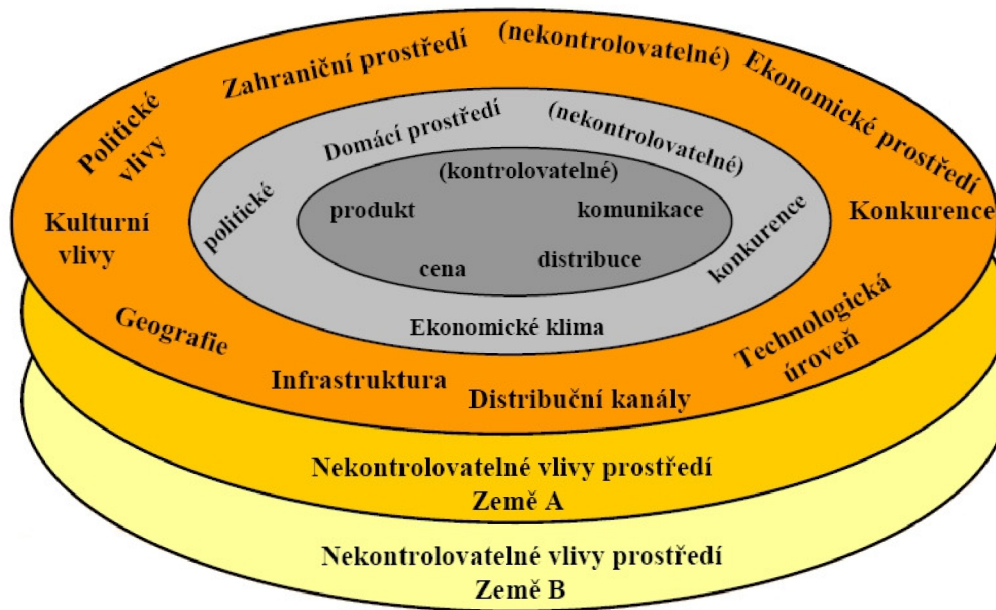 Zahraniční prostředí
(nekontrolovatelné)
Ekonomické prostředí
Politické
vlivy
Domácí prostředí
(nekontrolovatelné)
(kontrolovatelné)
Kulturní
vlivy
politické
produkt
komunikace
konkurence
Konkurence
cena
distribuce
Geografie
Ekonomické klima
Technologická
úroveň
Infrastruktura
Distribuční kanály
Nekontrolovatelné vlivy prostředí
Země A
Nekontrolovatelné vlivy prostředí
Země B